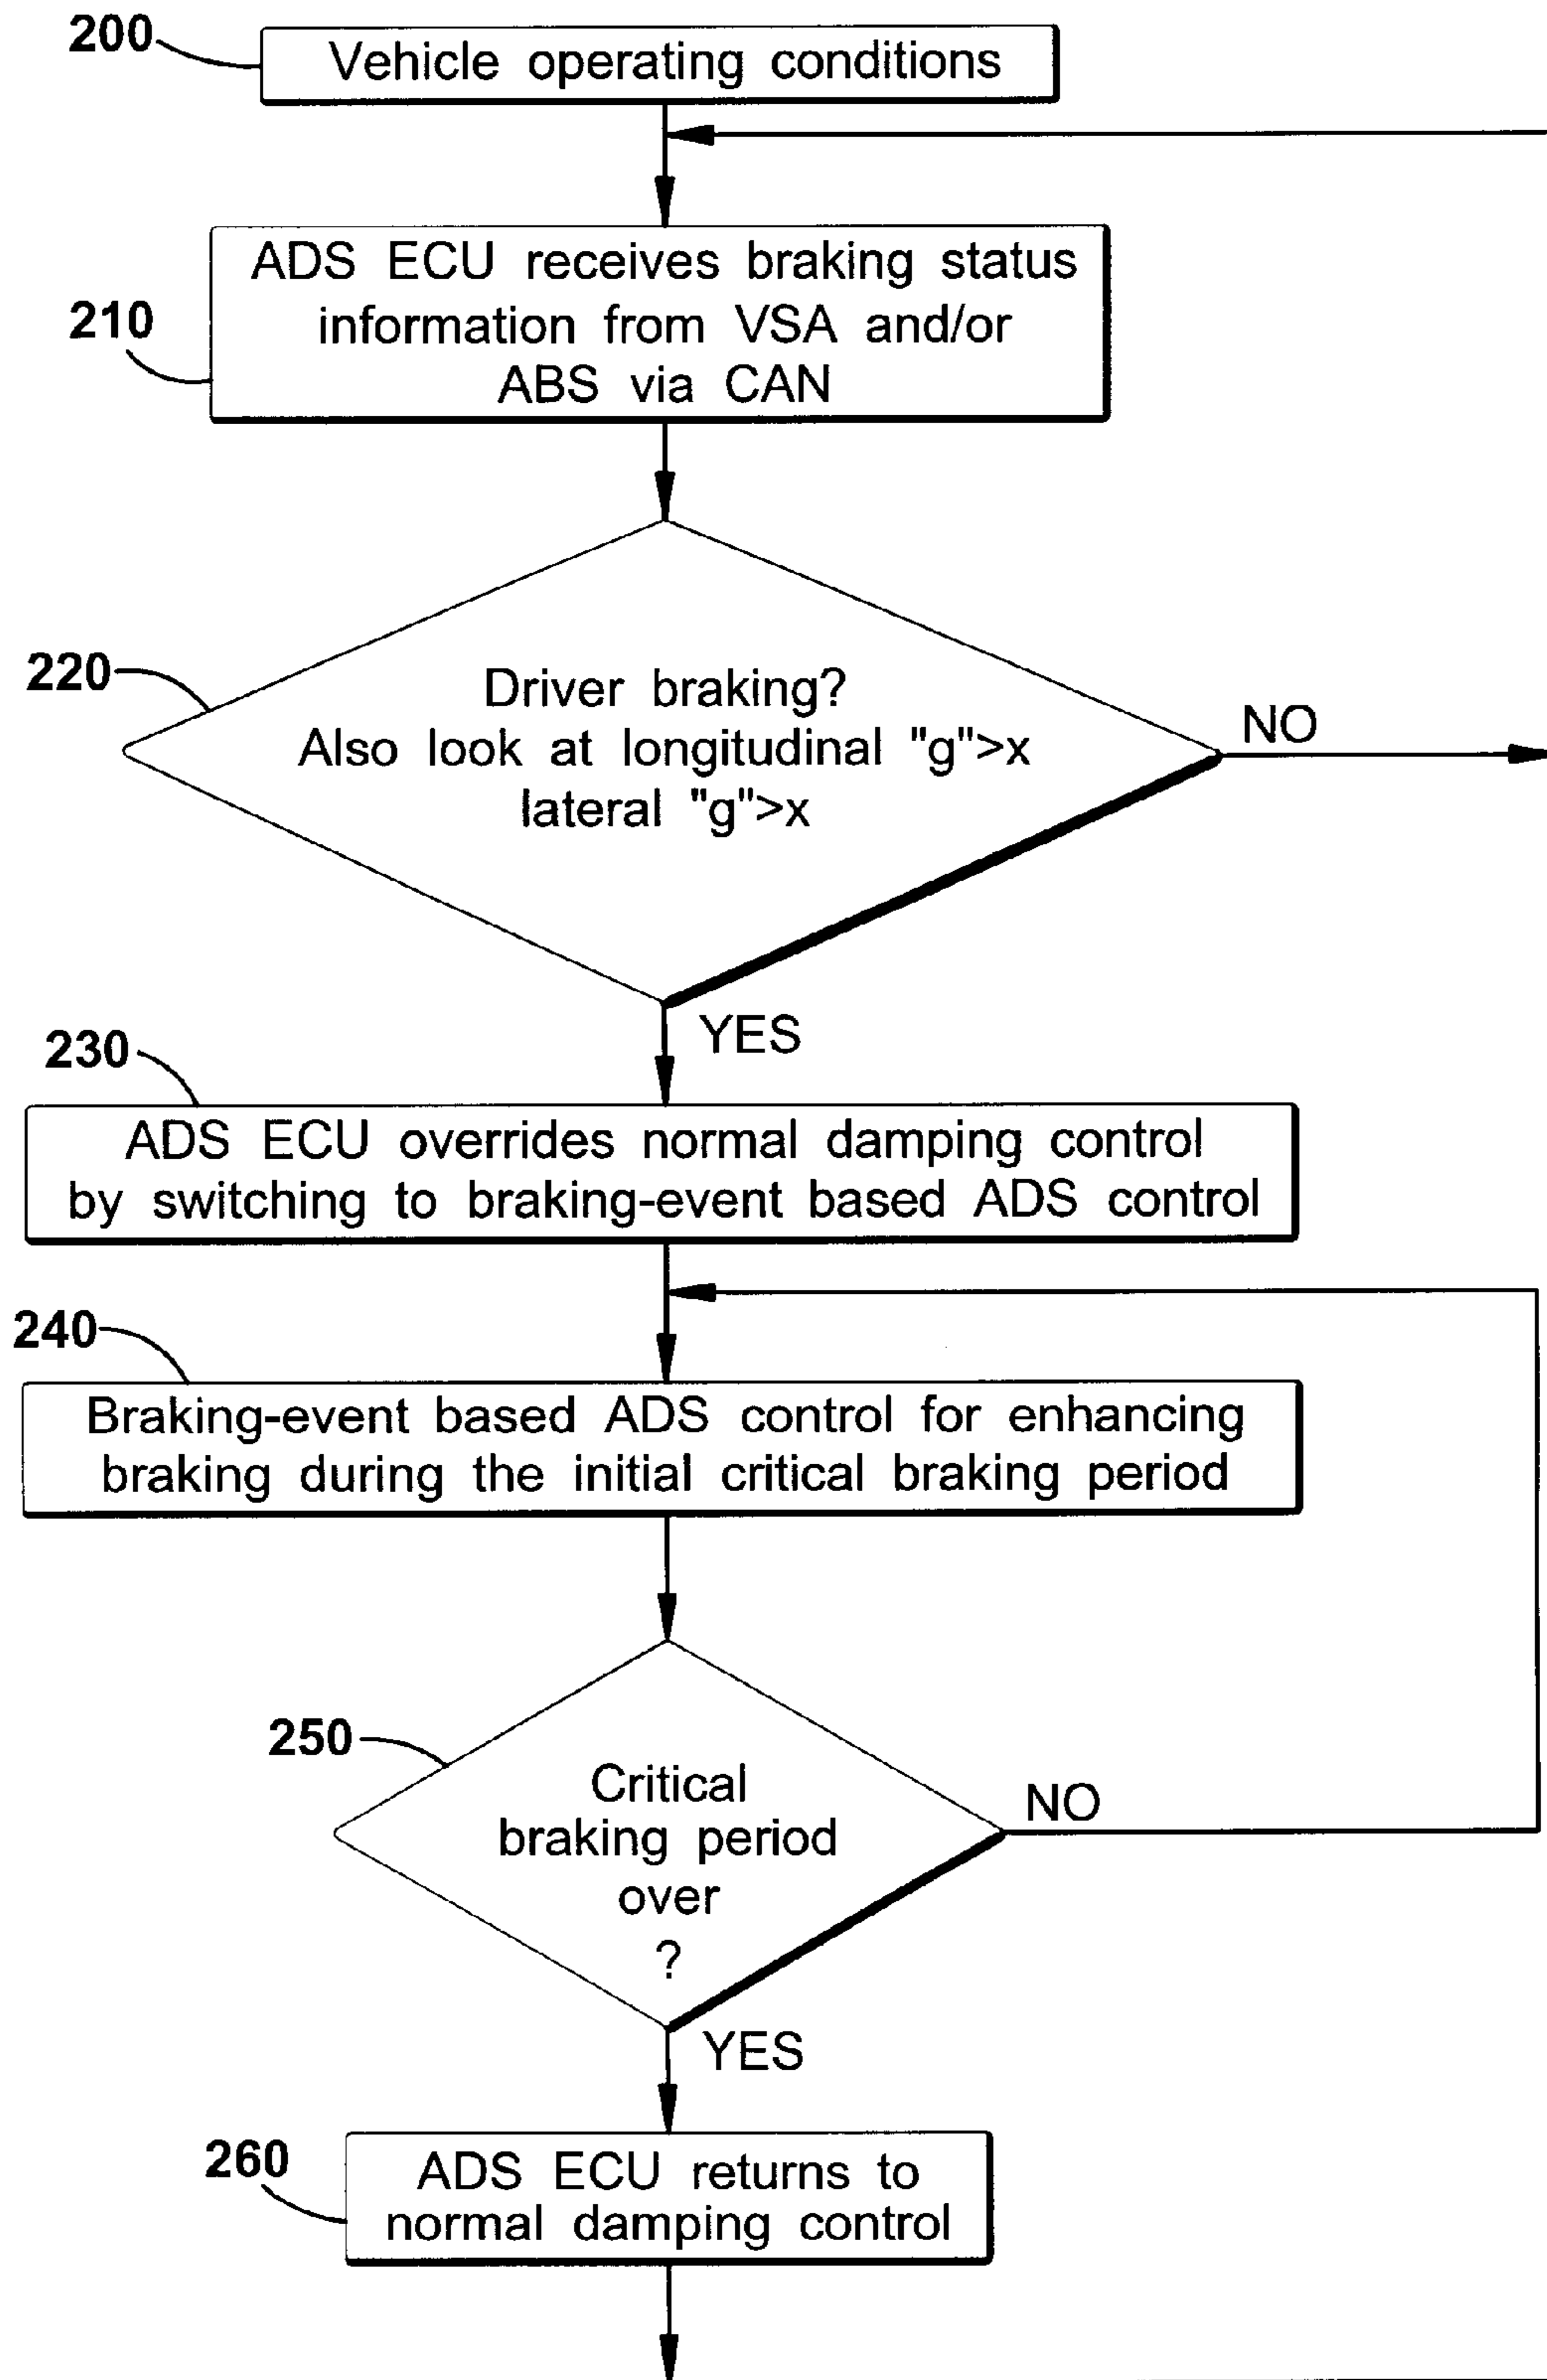 200
Vehicle operating conditions
210
ADS ECU receives braking status
information from VSA and/or
ABS via CAN
220
Driver braking?
Also look at longitudinal "g">x
lateral "g">x
NO
YES
230
ADS ECU overrides normal damping control
by switching to braking-event based ADS control
240
Braking-event based ADS control for enhancing
braking during the initial critical braking period
250
Critical
braking period
over
?
NO
YES
260
ADS ECU returns to
normal damping control